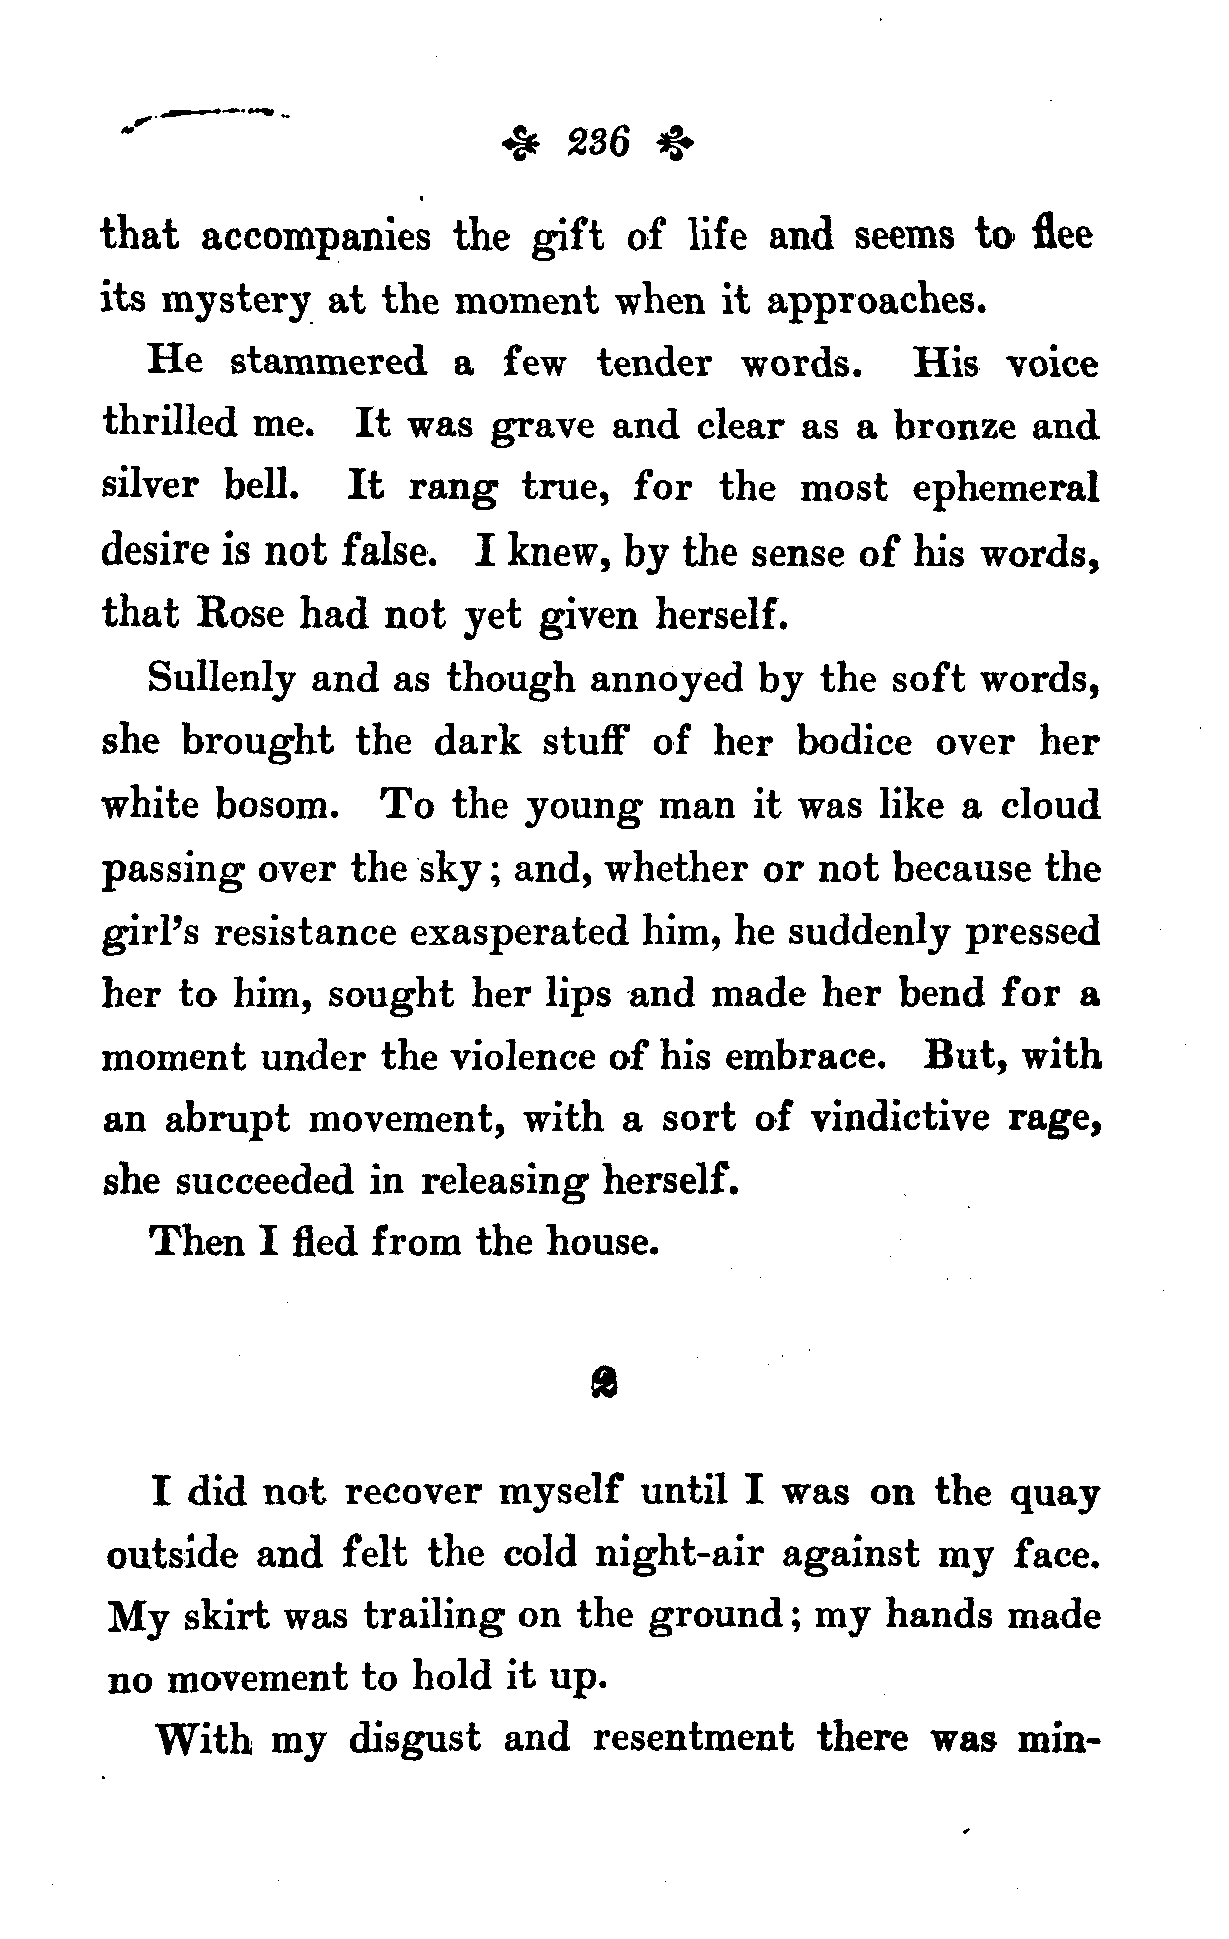 236
that accompanies the gift of life and seems to flee
its mystery at the moment when it approaches.
He stammered a few tender words. His voice
thrilled me. It was grave and clear as a bronze and
silver bell. It rang true, for the most ephemeral
desire is not false. I knew, by the sense of his words,
that Rose had not yet given herself.
Sullenly and as though annoyed by the soft words,
she brought the dark stuff of her bodice over her
white bosom. To the young man it was like a cloud
passing over the sky; and, whether or not because the
girl's resistance exasperated him, he suddenly pressed
her to him, sought her lips and made her bend for a
moment under the violence of his embrace. But, with
an abrupt movement, with a sort of vindictive rage,
she succeeded in releasing herself.
Then I fled from the house.
2
I did not recover myself until I was on the quay
outside and felt the cold night-air against my face.
My skirt was trailing on the ground; my hands made
no movement to hold it up.
With my disgust and resentment there was min-